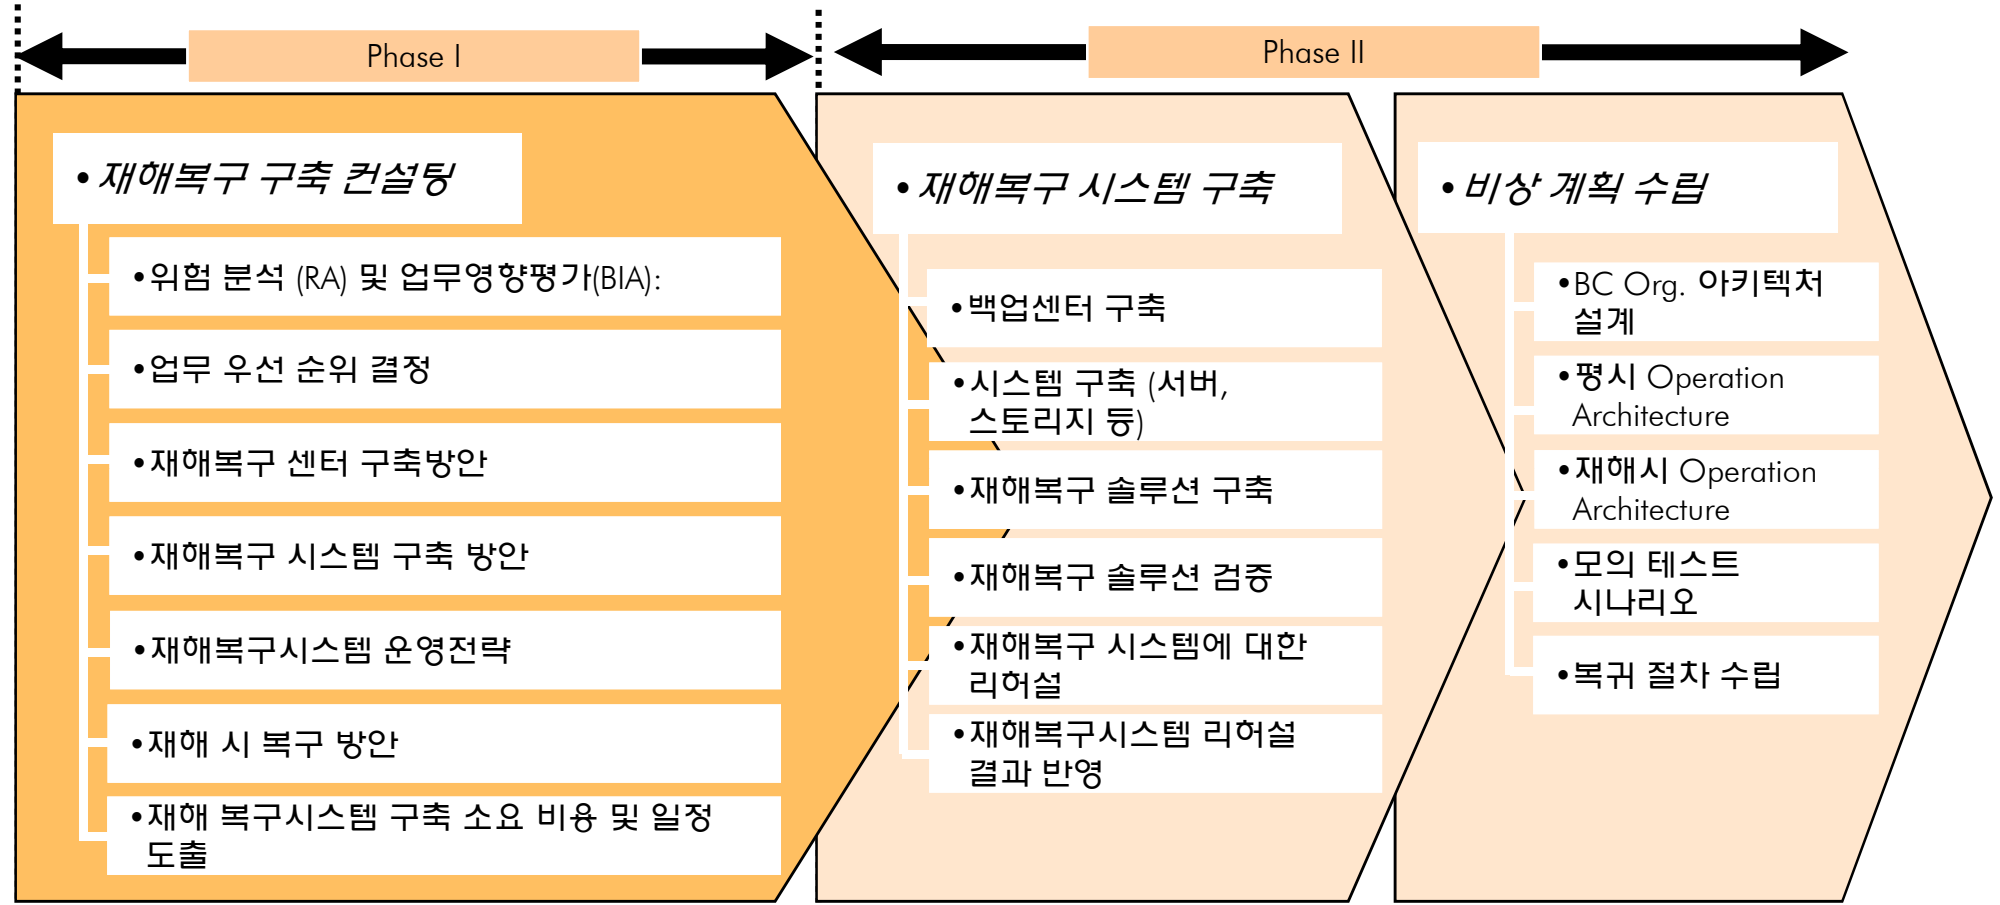 Phase I
Phase II
•재해복구 구축 컨설팅
•위험 분석 (RA) 및 업무영향평가(BIA):
•업무 우선 순위 결정
•재해복구 센터 구축방안
•재해복구 시스템 구축 방안
•재해복구시스템 운영전략
•재해 시 복구 방안
•재해 복구시스템 구축 소요 비용 및 일정
도출
•재해복구 시스템 구축
•백업센터 구축
•시스템 구축 (서버,
스토리지 등)
•재해복구 솔루션 구축
•재해복구 솔루션 검증
•재해복구 시스템에 대한
리허설
•재해복구시스템 리허설
결과 반영
•비상 계획 수립
•BC Org. 아키텍처
설계
•평시 Operation
Architecture
•재해시 Operation
Architecture
•모의 테스트
시나리오
•복귀 절차 수립